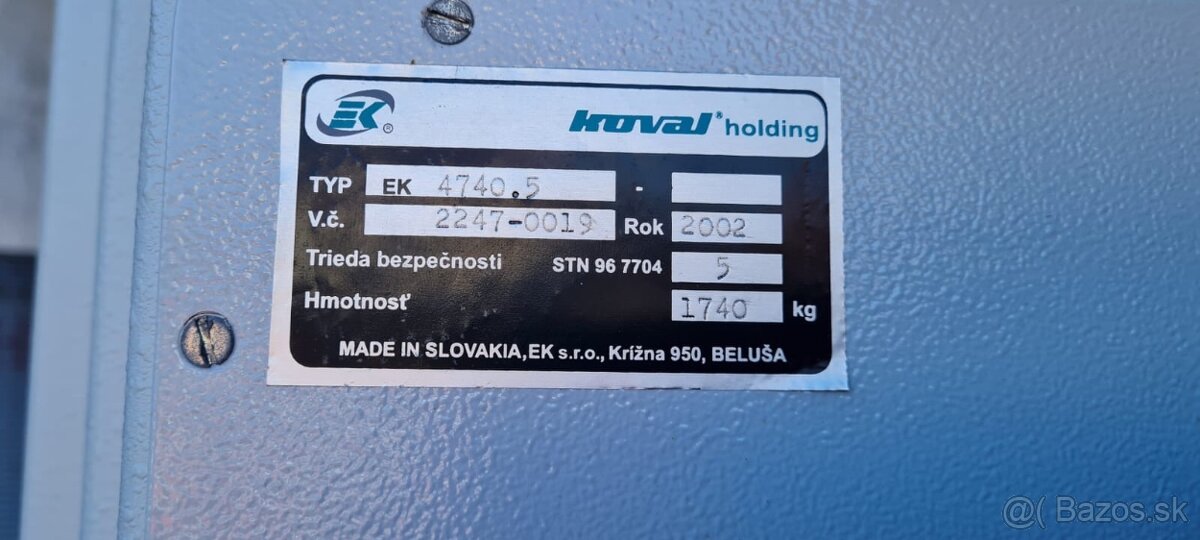 EK ®
koval® holding
TYP EK 4740.5 -
V.č. 2247-0019 Rok 2002
Trieda bezpečnosti STN 96 7704 5
Hmotnosť 1740 kg
MADE IN SLOVAKIA,EK s.r.o., Krížna 950, BELUŠA
@( Bazos.sk